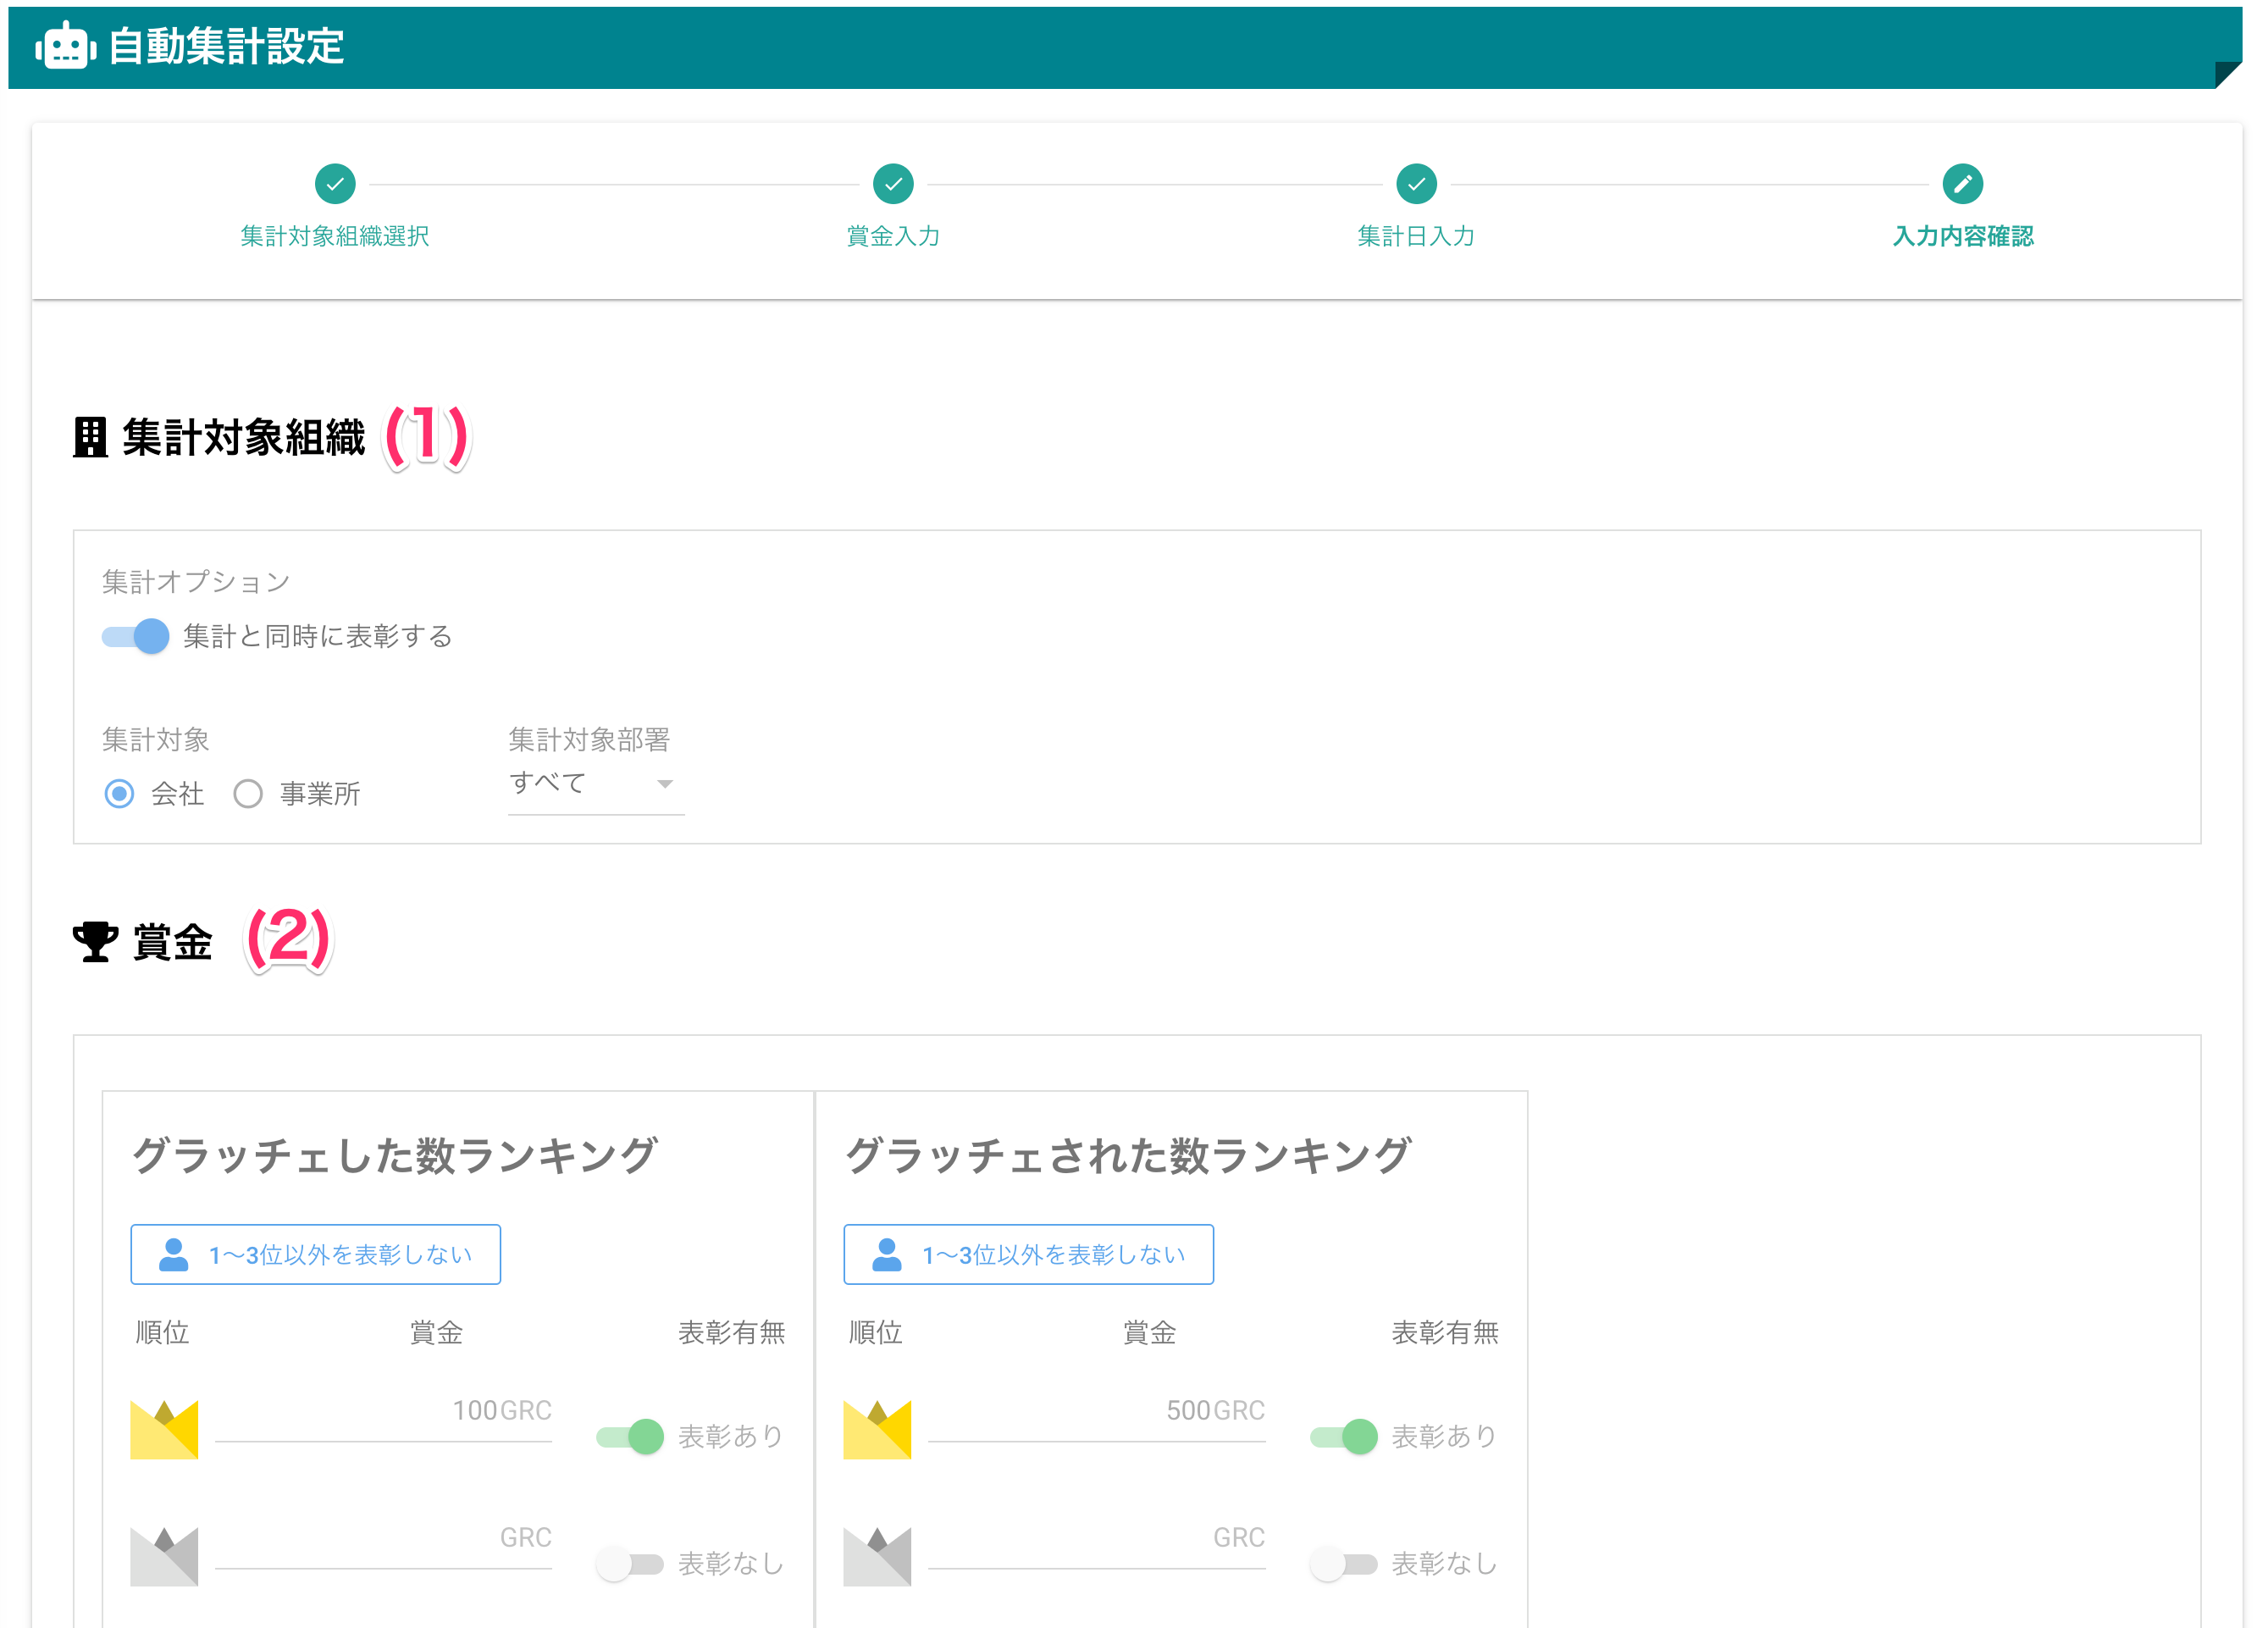 自動集計設定
集計対象組織選択
賞金入力
集計日入力
入力内容確認
集計対象組織 (1)
集計オプション
集計と同時に表彰する
集計対象
集計対象部署
会社
事業所
すべて
賞金 (2)
グラッチェした数ランキング
1〜3位以外を表彰しない
順位 賞金 表彰有無
100GRC 表彰あり
GRC 表彰なし
グラッチェされた数ランキング
1〜3位以外を表彰しない
順位 賞金 表彰有無
500GRC 表彰あり
GRC 表彰なし